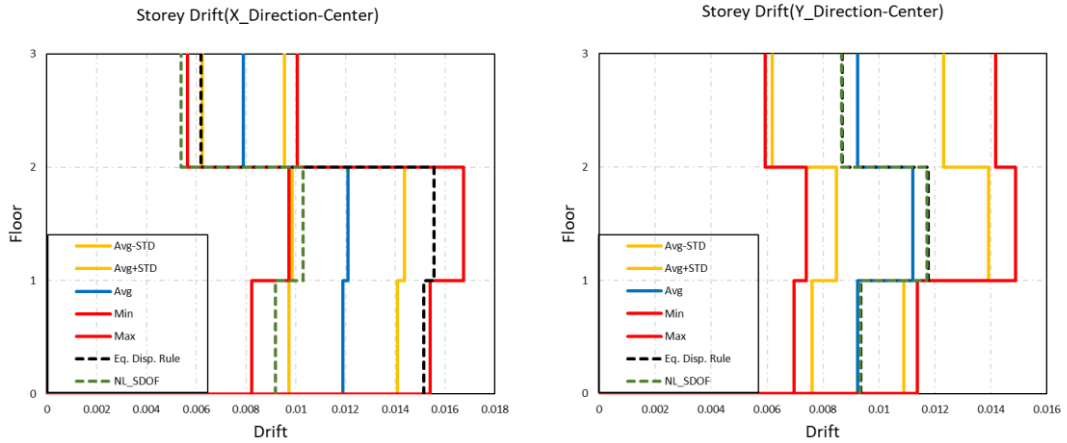 Storey Drift(X_Direction-Center)
3
2
1
0
Floor
Avg-STD
Avg+STD
Avg
Min
Max
Eq. Disp. Rule
NL_SDOF
0 0.002 0.004 0.006 0.008 0.01 0.012 0.014 0.016 0.018
Drift
Storey Drift(Y_Direction-Center)
3
2
1
0
Floor
Avg-STD
Avg+STD
Avg
Min
Max
Eq. Disp. Rule
NL_SDOF
0 0.002 0.004 0.006 0.008 0.01 0.012 0.014 0.016
Drift